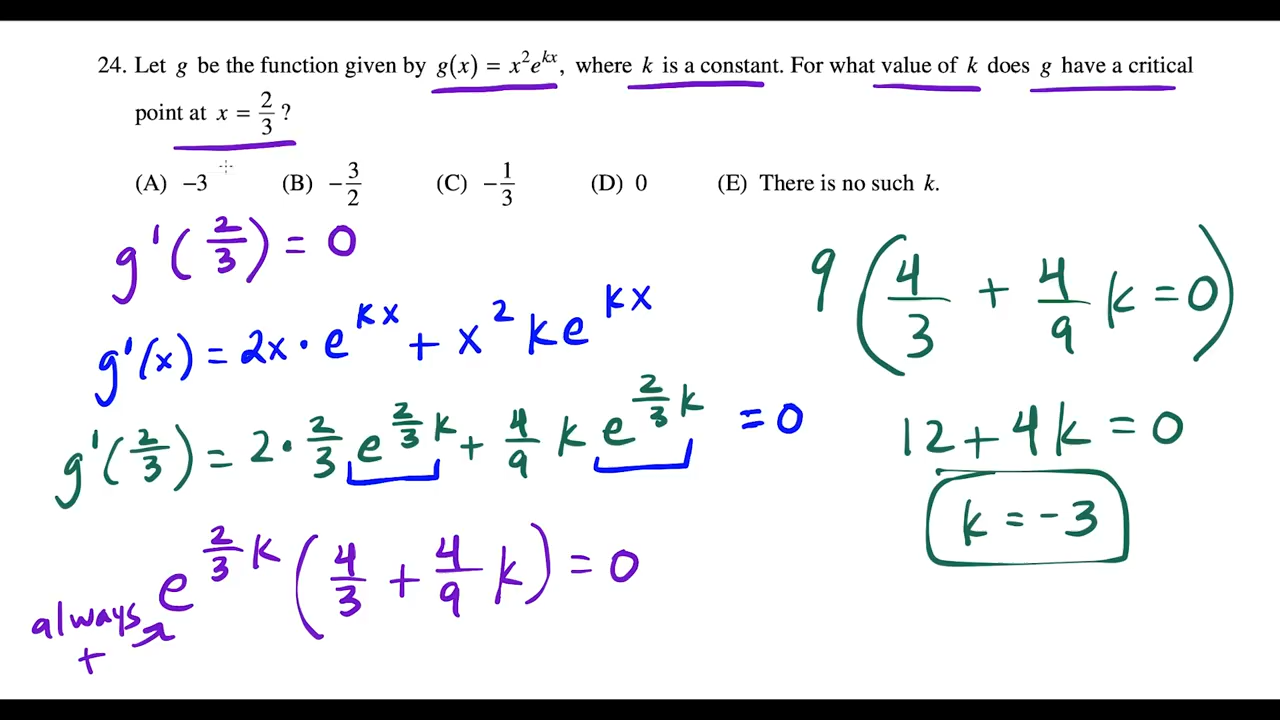 24. Let g be the function given by g(x) = x²e^{kx}, where k is a constant. For what value of k does g have a critical
point at x = 2/3 ?
(A) −3 (B) −3/2 (C) −1/3 (D) 0 (E) There is no such k.
g'(2/3) = 0
g'(x) = 2x · e^{kx} + x² ke^{kx}
g'(2/3) = 2 · 2/3 e^{2/3 k} + 4/9 k e^{2/3 k} = 0
e^{2/3 k} (4/3 + 4/9 k) = 0
always
+
9 (4/3 + 4/9 k = 0)
12 + 4k = 0
k = −3